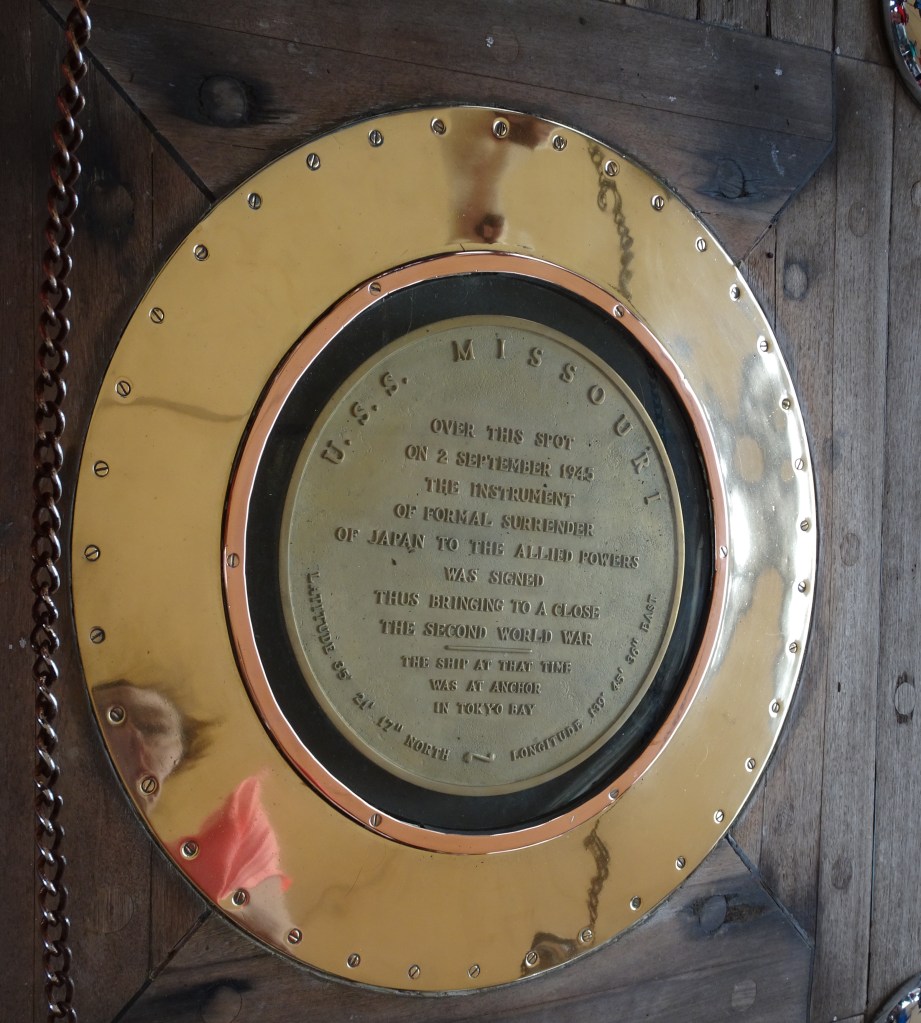 U. S. S. MISSOURI
OVER THIS SPOT
ON 2 SEPTEMBER 1945
THE INSTRUMENT
OF FORMAL SURRENDER
OF JAPAN TO THE ALLIED POWERS
WAS SIGNED
THUS BRINGING TO A CLOSE
THE SECOND WORLD WAR
THE SHIP AT THAT TIME
WAS AT ANCHOR
IN TOKYO BAY
LATITUDE 35° 21' 17" NORTH
LONGITUDE 139° 45' 36" EAST